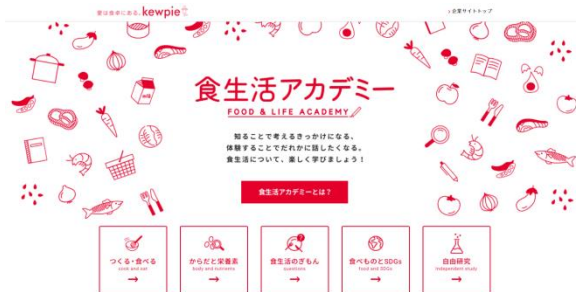 愛は食卓にある。kewpie
企業サイトトップ
食生活アカデミー
FOOD & LIFE ACADEMY
知ることで考えるきっかけになる、
体験することでだれかに話したくなる。
食生活について、楽しく学びましょう！
食生活アカデミーとは？
つくる・食べる
cook and eat
からだと栄養素
body and nutrients
食生活のぎもん
questions
食べものとSDGs
food and SDGs
自由研究
independent study